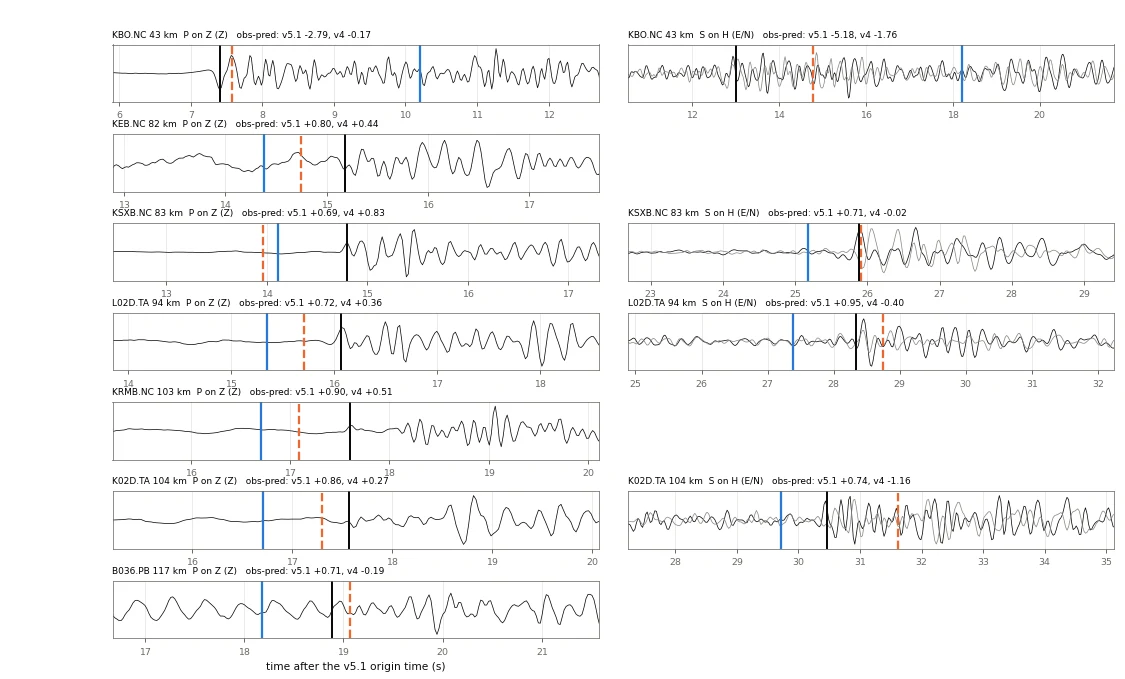 KBO.NC 43 km P on Z (Z) obs-pred: v5.1 -2.79, v4 -0.17
6 7 8 9 10 11 12
KBO.NC 43 km S on H (E/N) obs-pred: v5.1 -5.18, v4 -1.76
12 14 16 18 20
KEB.NC 82 km P on Z (Z) obs-pred: v5.1 +0.80, v4 +0.44
13 14 15 16 17
KSXB.NC 83 km P on Z (Z) obs-pred: v5.1 +0.69, v4 +0.83
13 14 15 16 17
KSXB.NC 83 km S on H (E/N) obs-pred: v5.1 +0.71, v4 -0.02
23 24 25 26 27 28 29
L02D.TA 94 km P on Z (Z) obs-pred: v5.1 +0.72, v4 +0.36
14 15 16 17 18
L02D.TA 94 km S on H (E/N) obs-pred: v5.1 +0.95, v4 -0.40
25 26 27 28 29 30 31 32
KRMB.NC 103 km P on Z (Z) obs-pred: v5.1 +0.90, v4 +0.51
16 17 18 19 20
K02D.TA 104 km P on Z (Z) obs-pred: v5.1 +0.86, v4 +0.27
16 17 18 19 20
K02D.TA 104 km S on H (E/N) obs-pred: v5.1 +0.74, v4 -1.16
28 29 30 31 32 33 34 35
B036.PB 117 km P on Z (Z) obs-pred: v5.1 +0.71, v4 -0.19
17 18 19 20 21
time after the v5.1 origin time (s)